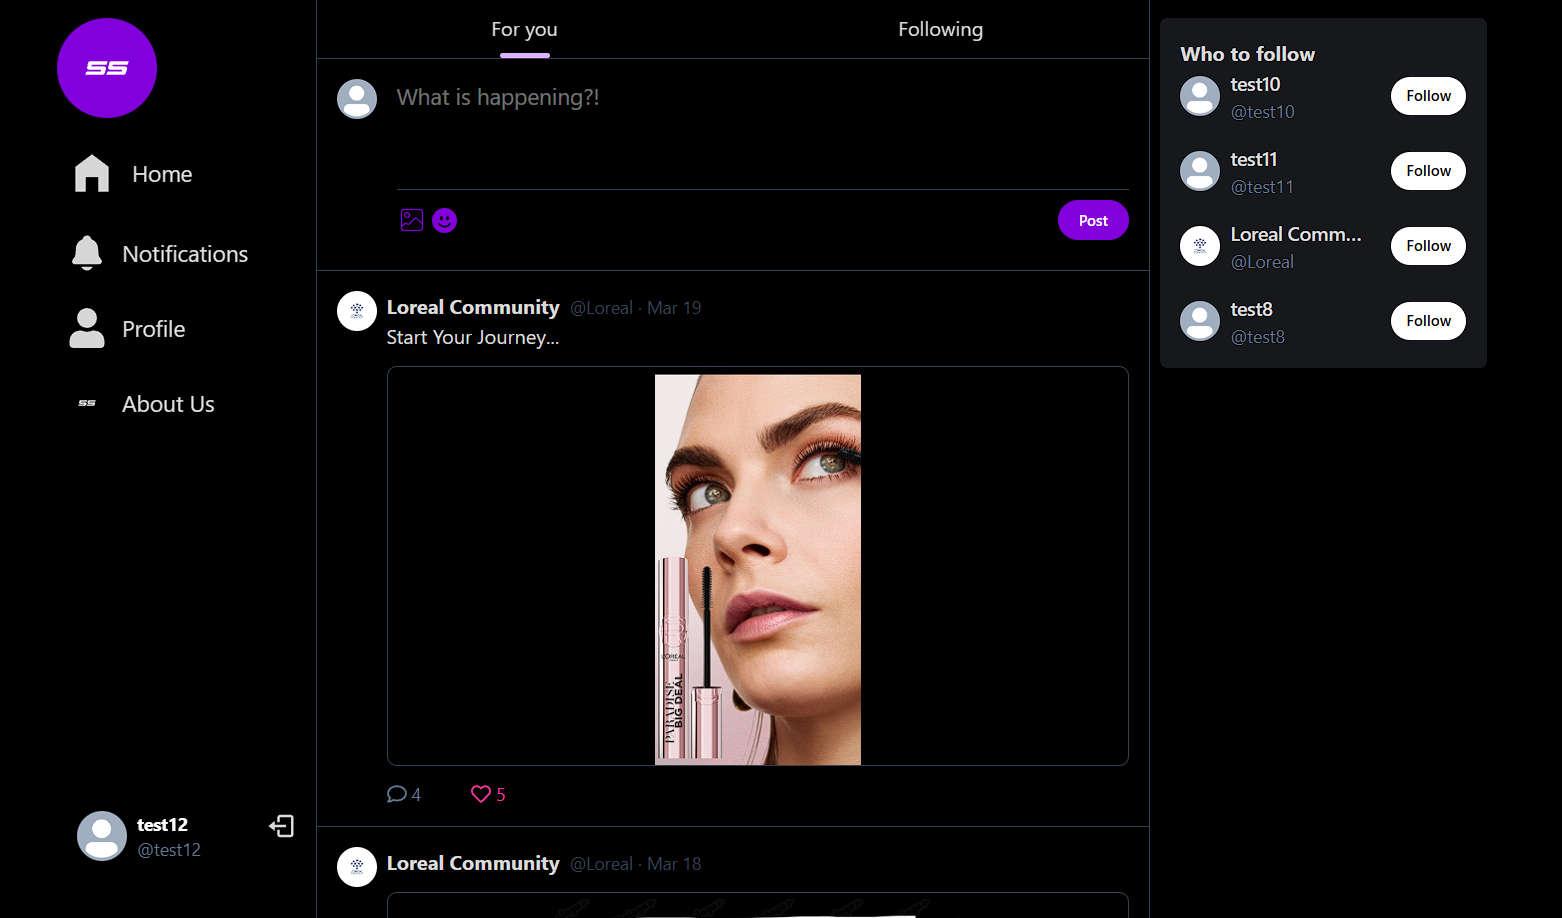 SS
Home
Notifications
Profile
SS
About Us
test12
@test12
For you
Following
What is happening?!
Post
Loreal Community @Loreal · Mar 19
Start Your Journey...
L'ORÉAL
PARADISE
BIG DEAL
4
5
Loreal Community @Loreal · Mar 18
Who to follow
test10
@test10
Follow
test11
@test11
Follow
Loreal Comm...
@Loreal
Follow
test8
@test8
Follow